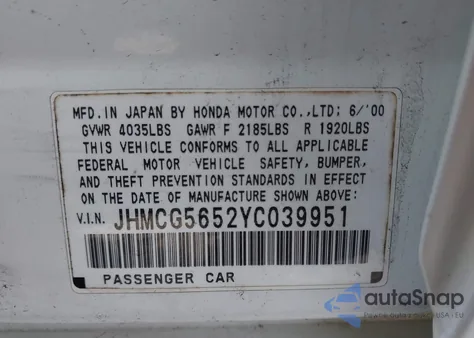 MFD. IN JAPAN BY HONDA MOTOR CO.,LTD; 6/'00
GVWR 4035LBS GAWR F 2185LBS R 1920LBS
THIS VEHICLE CONFORMS TO ALL APPLICABLE
FEDERAL MOTOR VEHICLE SAFETY, BUMPER,
AND THEFT PREVENTION STANDARDS IN EFFECT
ON THE DATE OF MANUFACTURE SHOWN ABOVE:
V.I.N. JHMCG5652YC039951
PASSENGER CAR
autoSnap